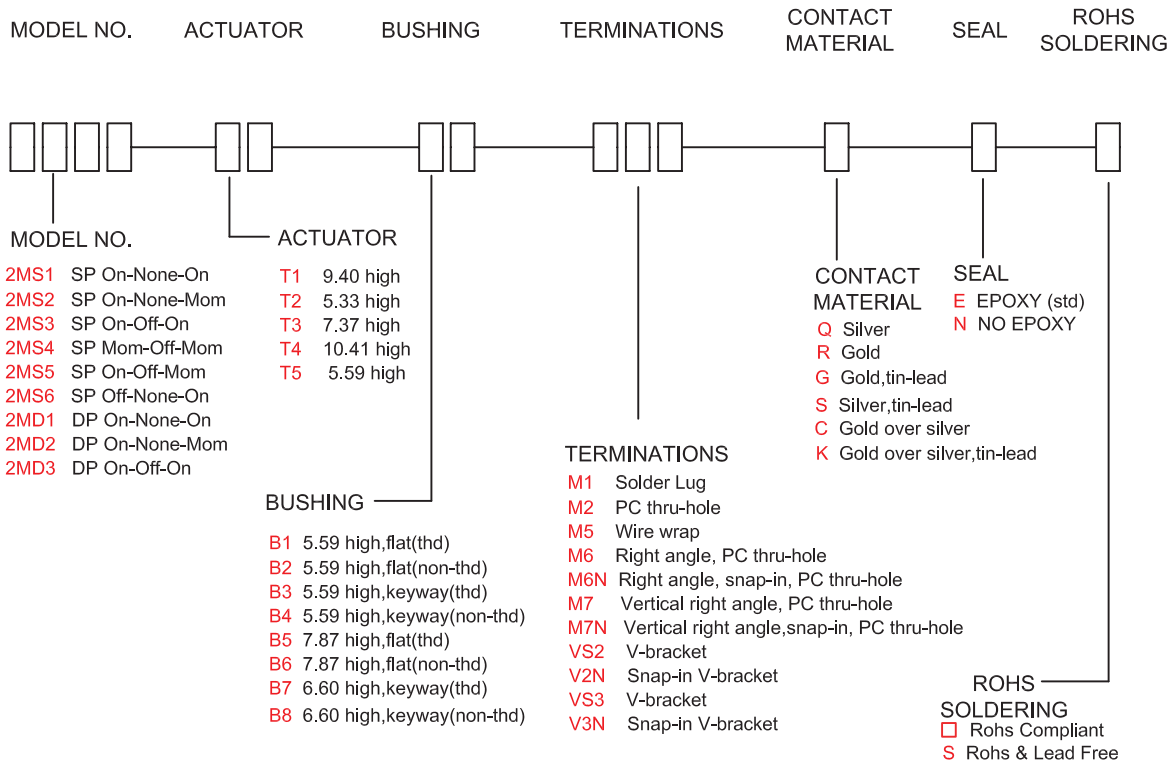 MODEL NO. ACTUATOR BUSHING TERMINATIONS CONTACT MATERIAL SEAL ROHS SOLDERING
MODEL NO.
2MS1 SP On-None-On
2MS2 SP On-None-Mom
2MS3 SP On-Off-On
2MS4 SP Mom-Off-Mom
2MS5 SP On-Off-Mom
2MS6 SP Off-None-On
2MD1 DP On-None-On
2MD2 DP On-None-Mom
2MD3 DP On-Off-On
ACTUATOR
T1 9.40 high
T2 5.33 high
T3 7.37 high
T4 10.41 high
T5 5.59 high
BUSHING
B1 5.59 high,flat(thd)
B2 5.59 high,flat(non-thd)
B3 5.59 high,keyway(thd)
B4 5.59 high,keyway(non-thd)
B5 7.87 high,flat(thd)
B6 7.87 high,flat(non-thd)
B7 6.60 high,keyway(thd)
B8 6.60 high,keyway(non-thd)
TERMINATIONS
M1 Solder Lug
M2 PC thru-hole
M5 Wire wrap
M6 Right angle, PC thru-hole
M6N Right angle, snap-in, PC thru-hole
M7 Vertical right angle, PC thru-hole
M7N Vertical right angle,snap-in, PC thru-hole
VS2 V-bracket
V2N Snap-in V-bracket
VS3 V-bracket
V3N Snap-in V-bracket
CONTACT
MATERIAL
Q Silver
R Gold
G Gold,tin-lead
S Silver,tin-lead
C Gold over silver
K Gold over silver,tin-lead
SEAL
E EPOXY (std)
N NO EPOXY
ROHS
SOLDERING
Rohs Compliant
S Rohs & Lead Free